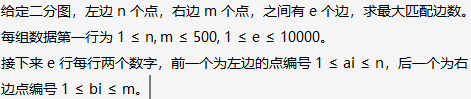 给定二分图，左边 n 个点，右边 m 个点，之间有 e 个边，求最大匹配边数。
每组数据第一行为 1 ≤ n, m ≤ 500, 1 ≤ e ≤ 10000。
接下来 e 行每行两个数字，前一个为左边的点编号 1 ≤ ai ≤ n，后一个为右
边点编号 1 ≤ bi ≤ m。